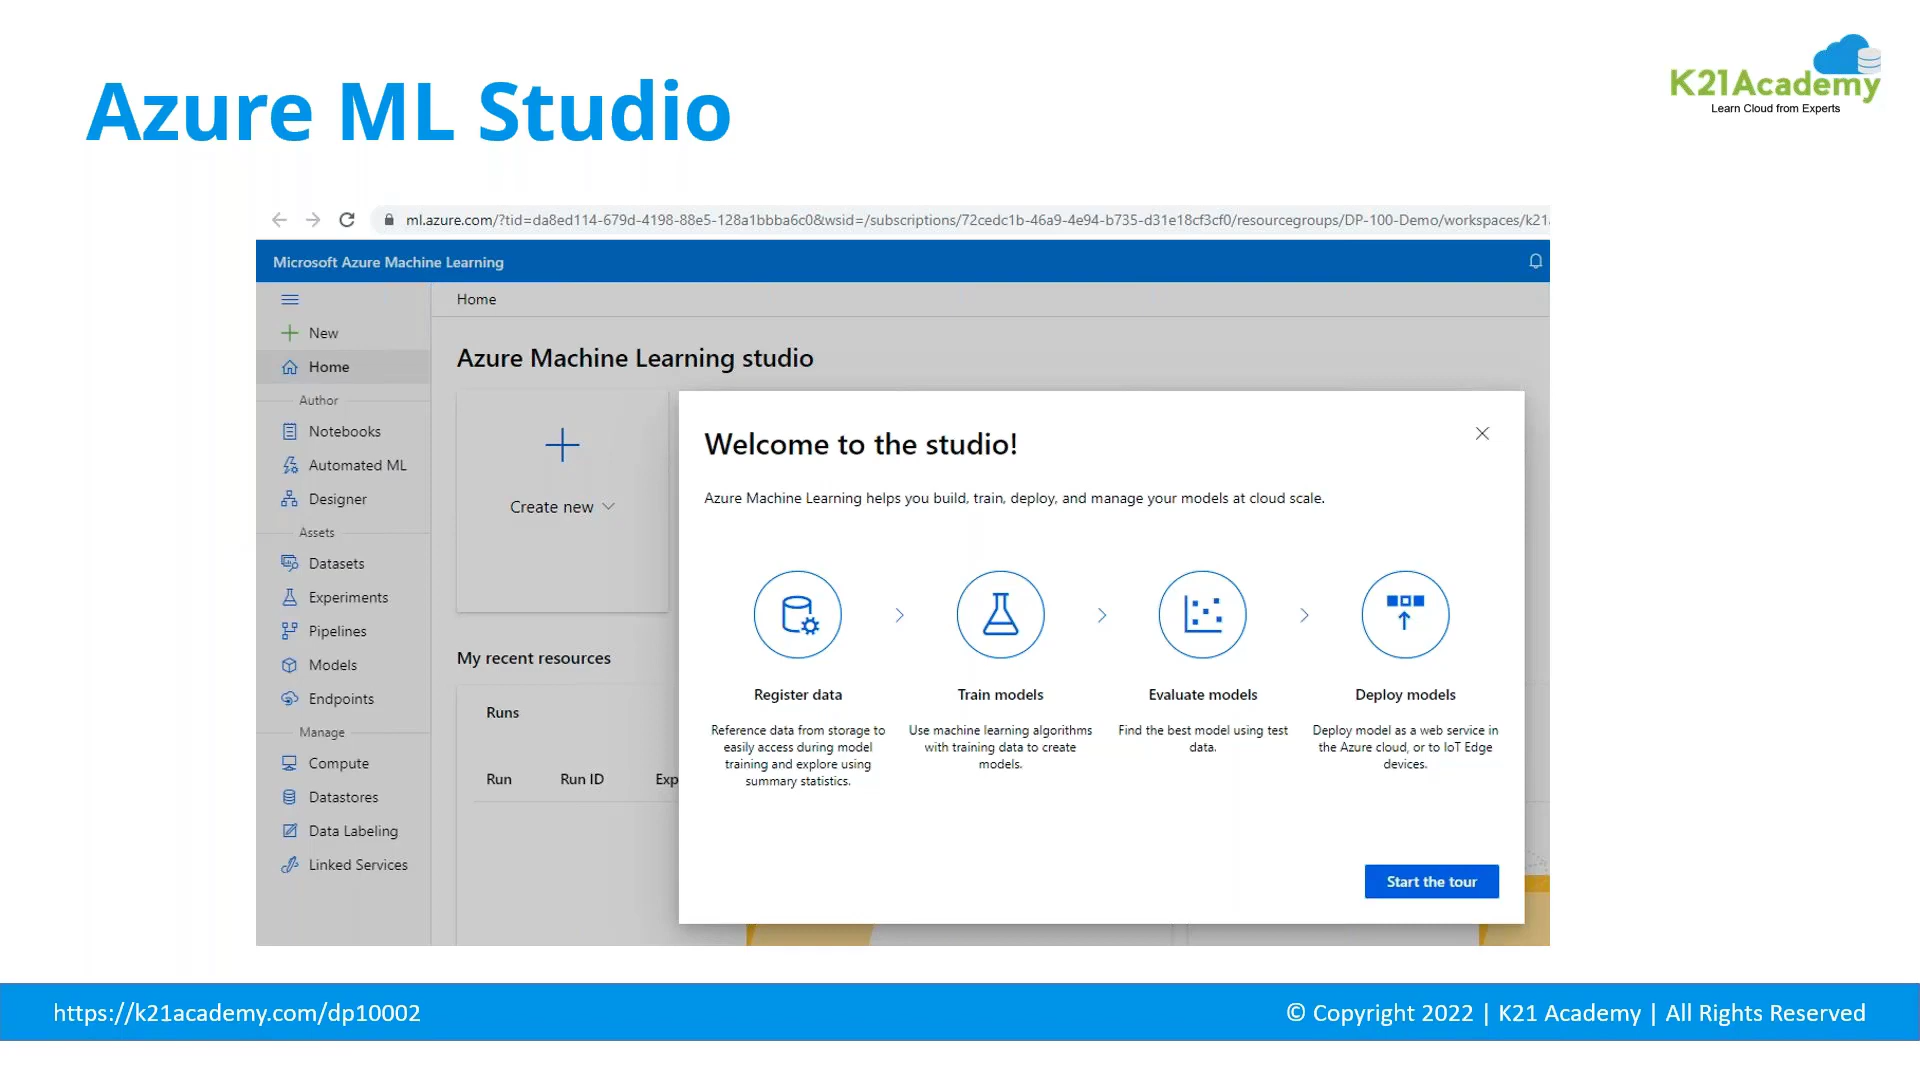 Azure ML Studio
K21Academy
Learn Cloud from Experts
ml.azure.com/?tid=da8ed114-679d-4198-88e5-128a1bbba6c0&wsid=/subscriptions/72cedc1b-46a9-4e94-b735-d31e18cf3cf0/resourcegroups/DP-100-Demo/workspaces/k21
Microsoft Azure Machine Learning
Home
New
Home
Author
Notebooks
Automated ML
Designer
Assets
Datasets
Experiments
Pipelines
Models
Endpoints
Manage
Compute
Datastores
Data Labeling
Linked Services
Azure Machine Learning studio
Create new
My recent resources
Runs
Run Run ID Exp
Welcome to the studio!
Azure Machine Learning helps you build, train, deploy, and manage your models at cloud scale.
Register data
Reference data from storage to
easily access during model
training and explore using
summary statistics.
Train models
Use machine learning algorithms
with training data to create
models.
Evaluate models
Find the best model using test
data.
Deploy models
Deploy model as a web service in
the Azure cloud, or to IoT Edge
devices.
Start the tour
https://k21academy.com/dp10002
© Copyright 2022 | K21 Academy | All Rights Reserved